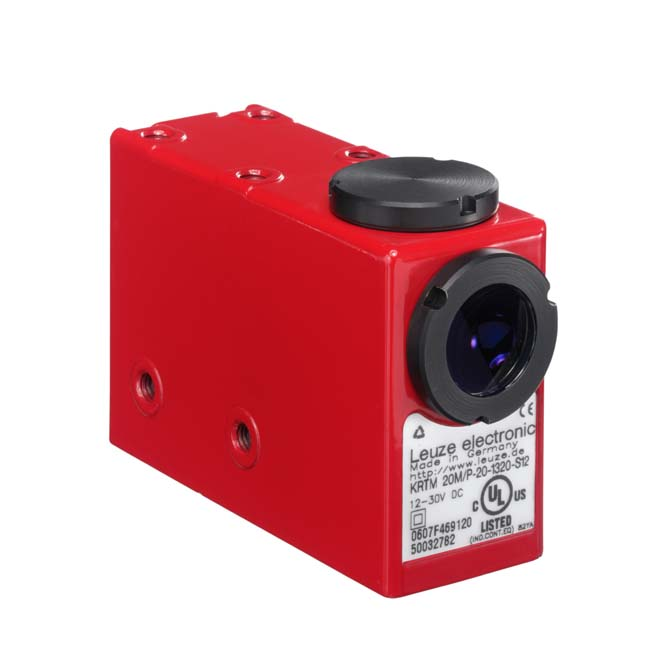 CE
Leuze electronic
Made in Germany
http://www.leuze.de
KRTM 20M/P-20-1320-S12
12-30V DC
C UL US
LISTED
(IND.CONT.EQ) 82YA
0607F469120
50032782